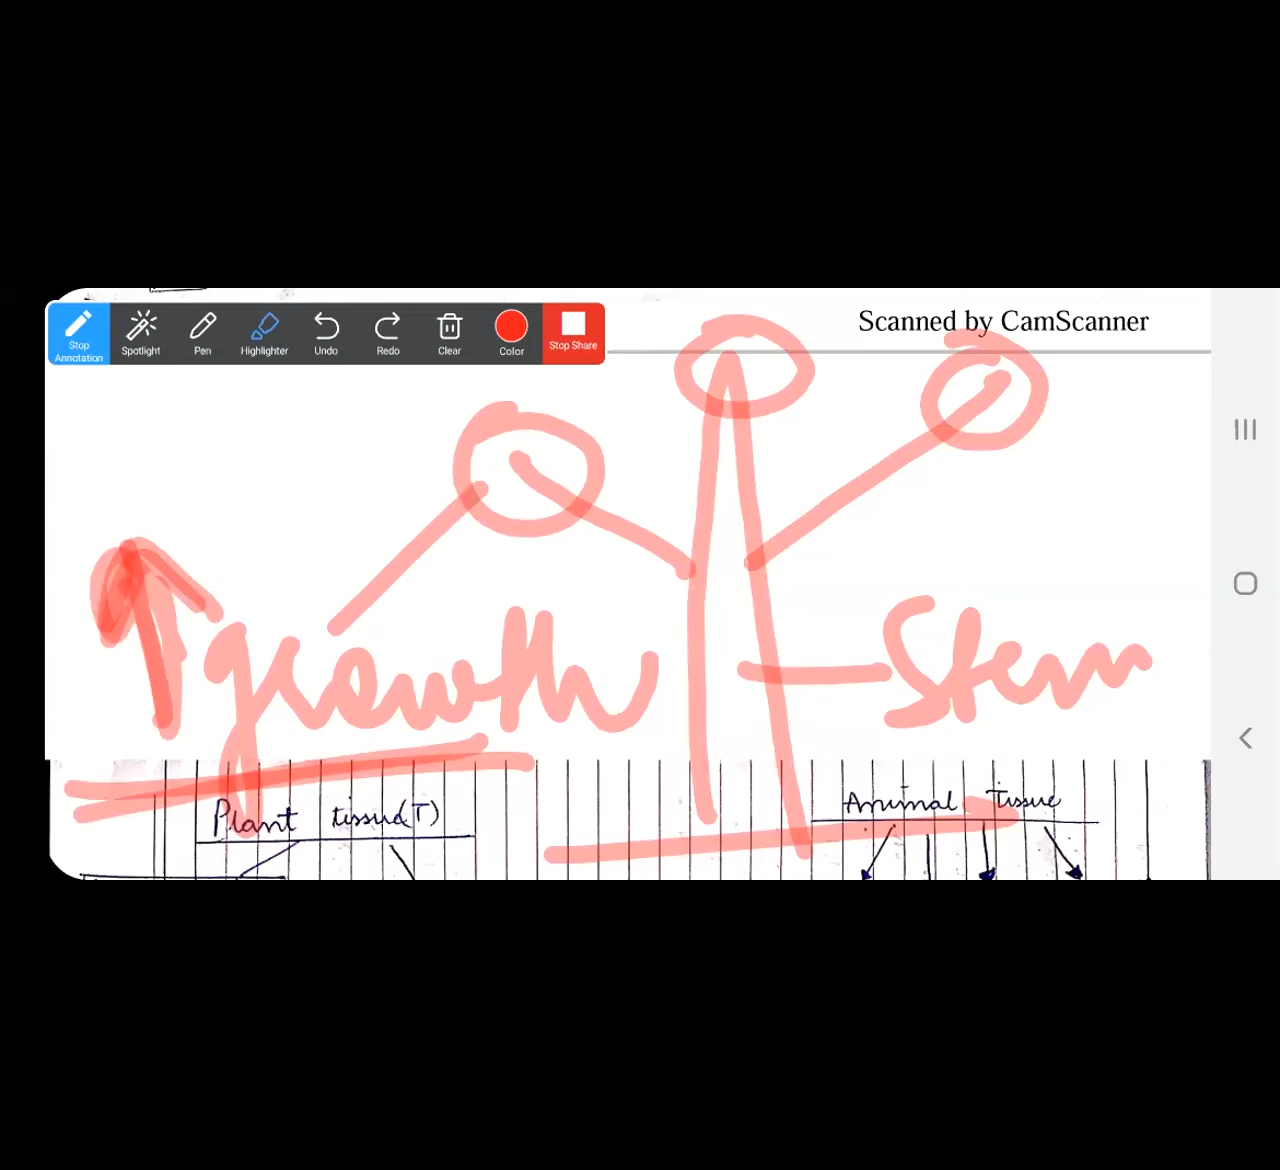 Scanned by CamScanner
Stop Annotation
Spotlight
Pen
Highlighter
Undo
Redo
Clear
Color
Stop Share
growth
Stem
Plant tissue(T)
Animal Tissue